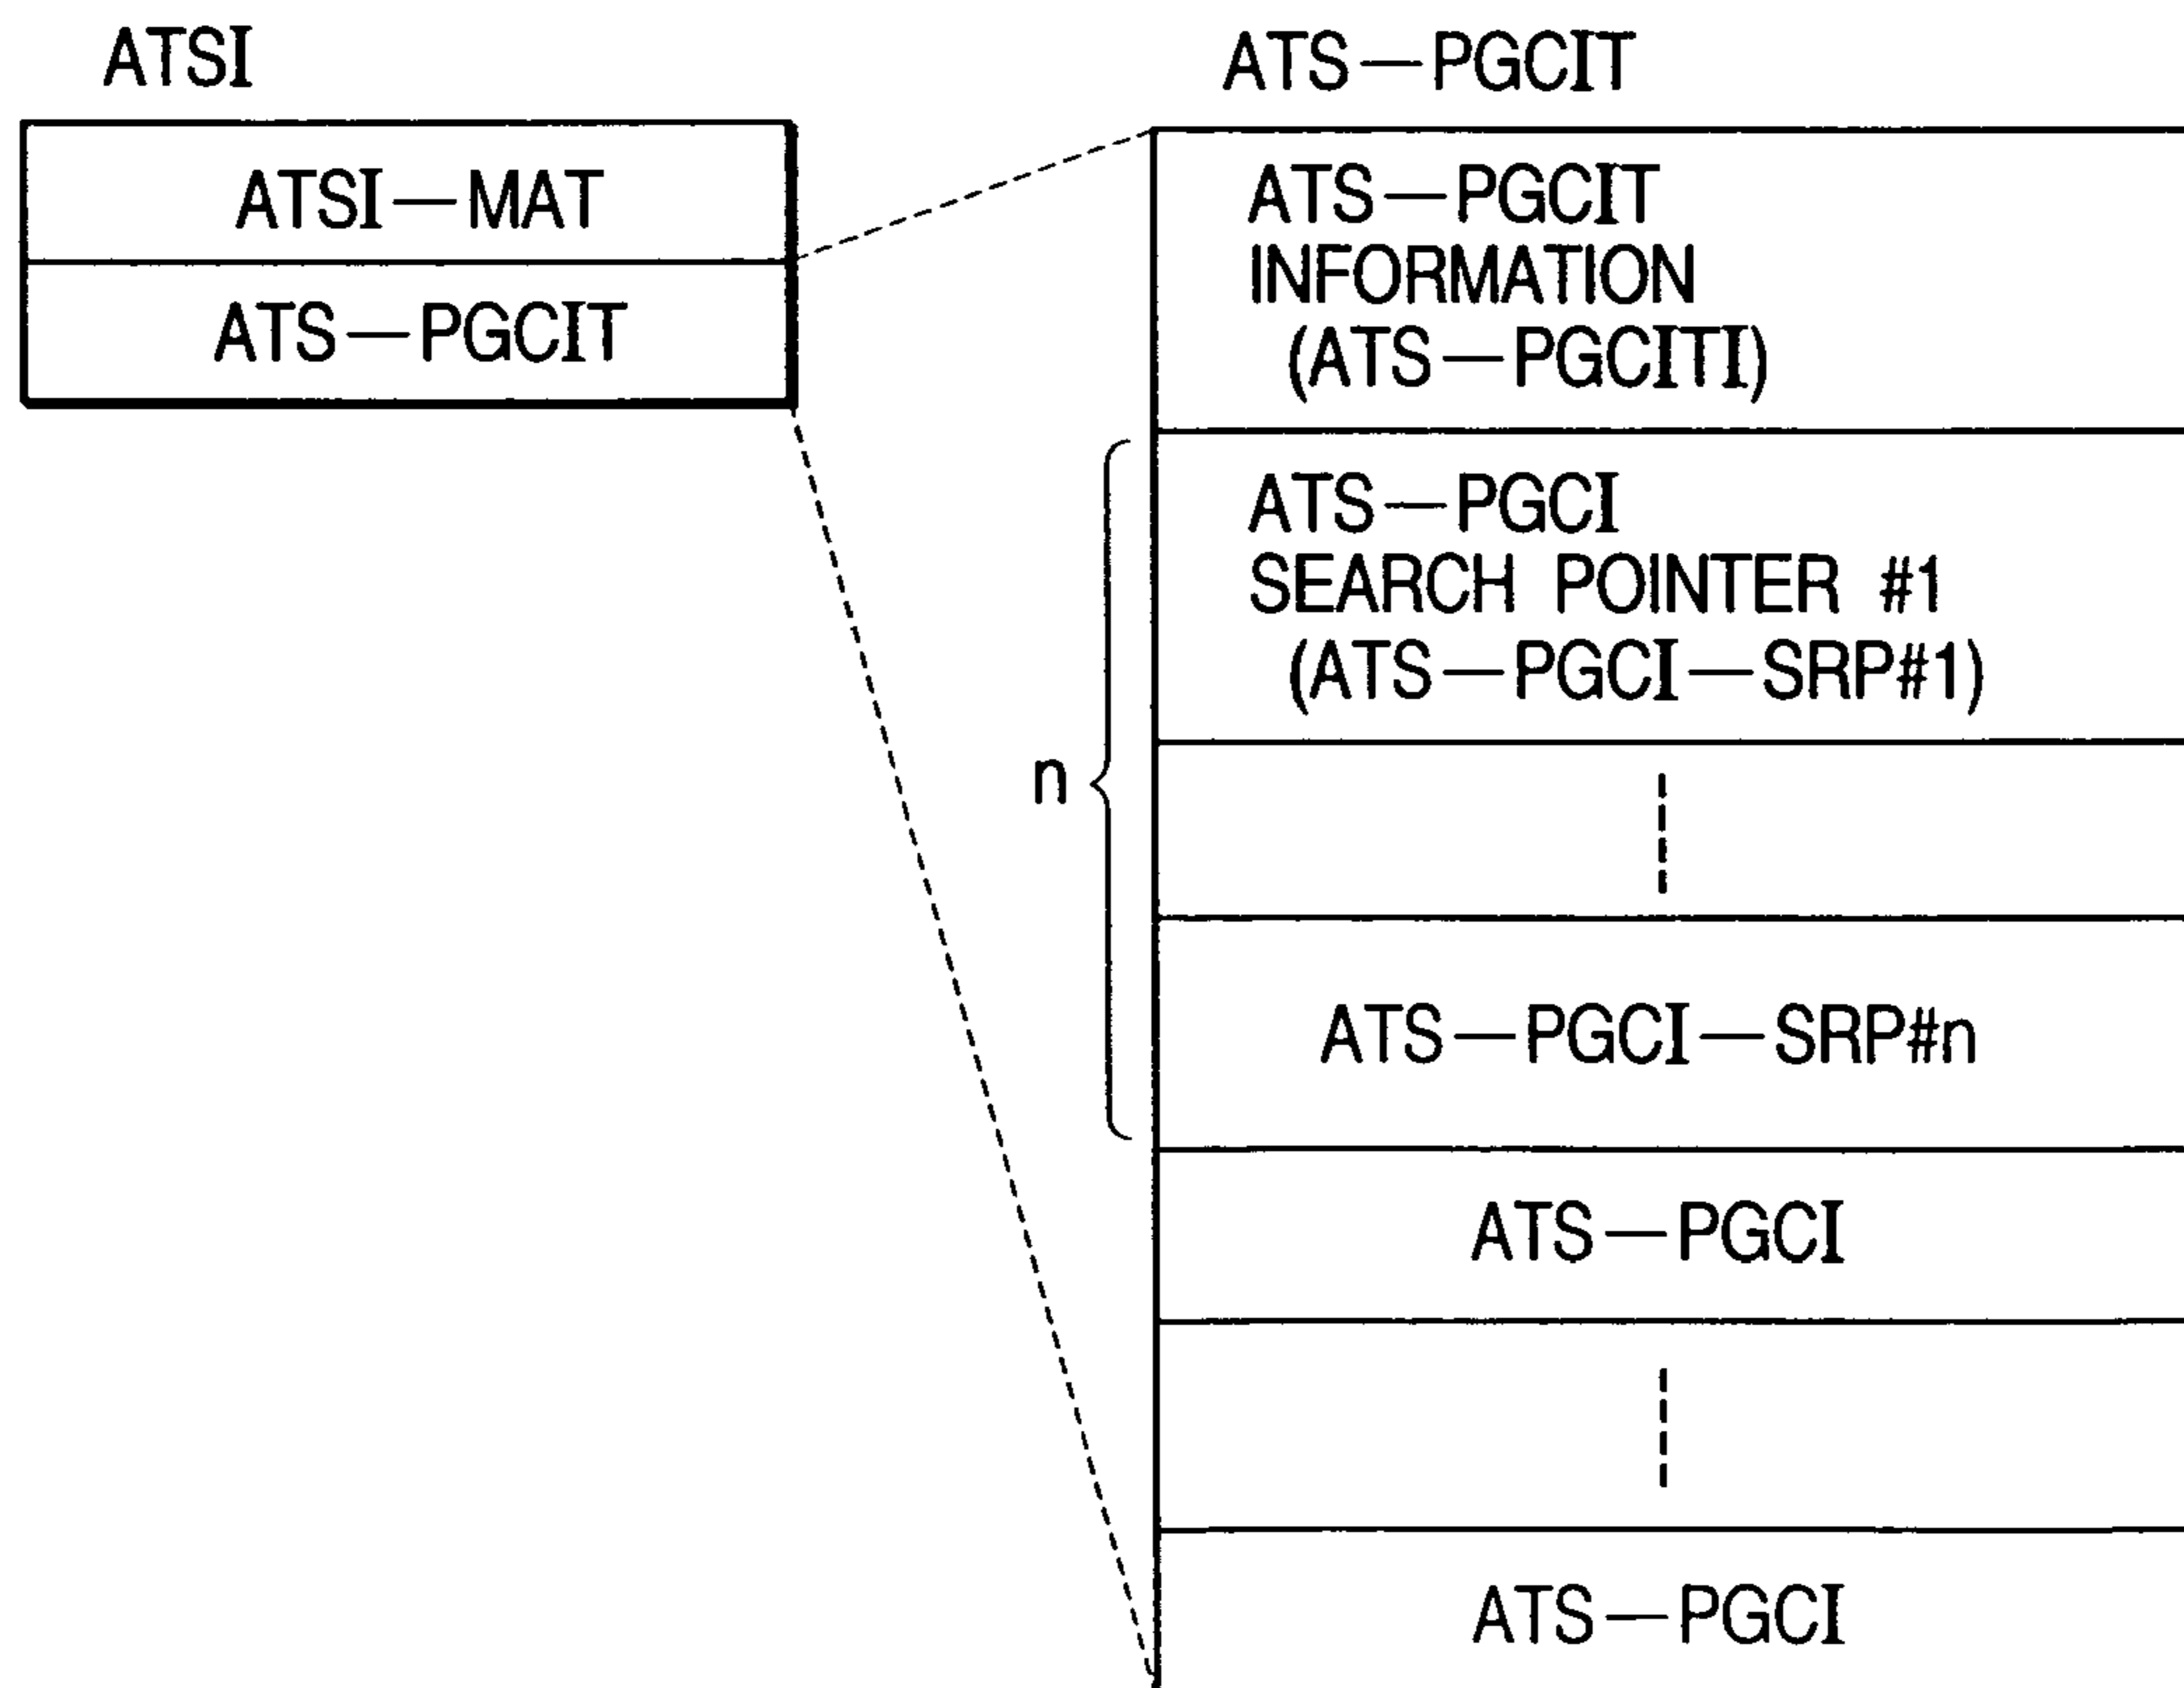 ATSI
ATSI—MAT
ATS—PGCIT
ATS—PGCIT
ATS—PGCIT
INFORMATION
(ATS—PGCITI)
ATS—PGCI
SEARCH POINTER #1
(ATS—PGCI—SRP#1)
n
ATS—PGCI—SRP#n
ATS—PGCI
ATS—PGCI